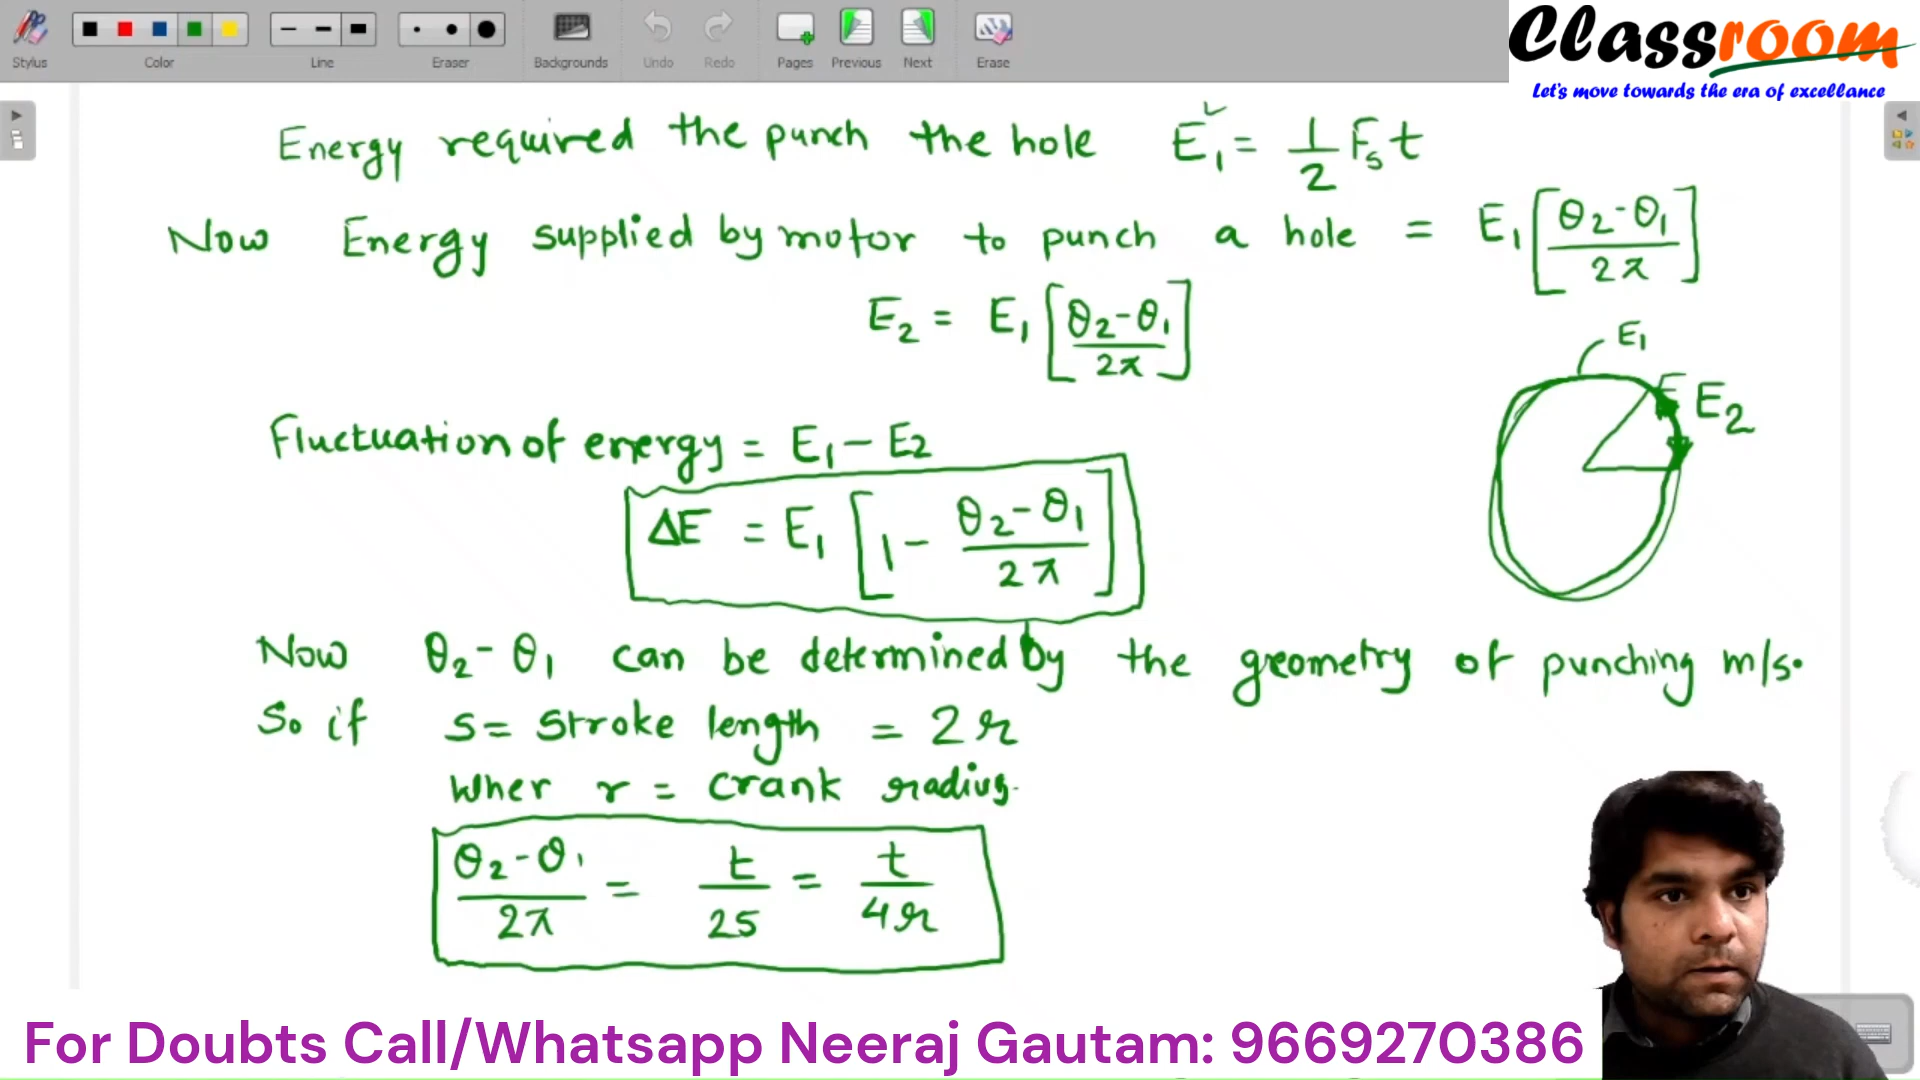 Stylus
Color
Line
Eraser
Backgrounds
Undo
Redo
Pages
Previous
Next
Erase
Classroom
Let's move towards the era of excellance
Energy required the punch the hole E₁ = 1/2 Fₛ t
Now Energy supplied by motor to punch a hole = E₁ [θ₂-θ₁/2π]
E₂ = E₁ [θ₂-θ₁/2π]
E₁
E₂
Fluctuation of energy = E₁ - E₂
ΔE = E₁ [1 - θ₂-θ₁/2π]
Now θ₂-θ₁ can be determined by the geometry of punching m/s.
So if s = stroke length = 2r
Wher r = crank radius.
θ₂-θ₁/2π = t/2s = t/4r
For Doubts Call/Whatsapp Neeraj Gautam: 9669270386